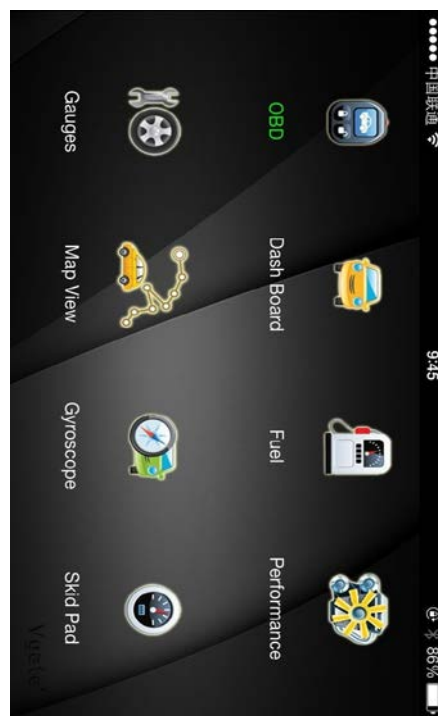 中国联通 9:45 86%
OBD Dash Board Fuel Performance
Gauges Map View Gyroscope Skid Pad